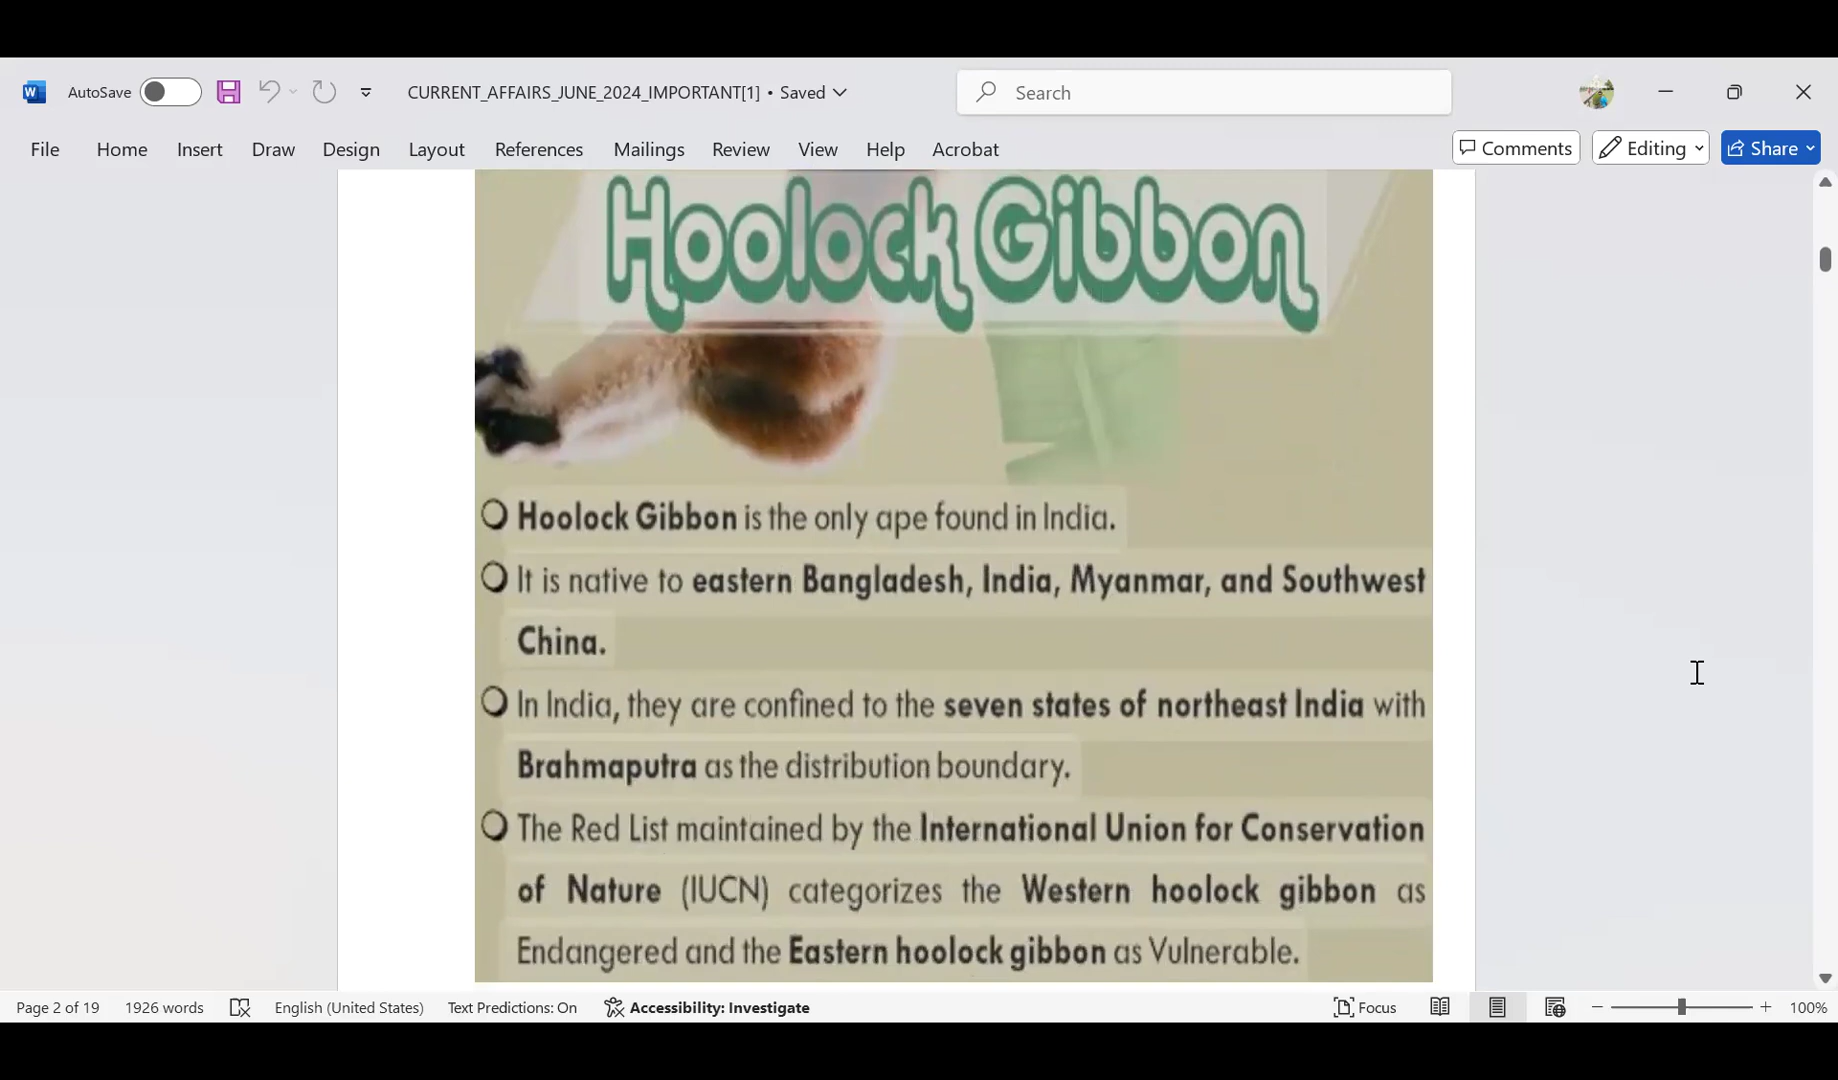 AutoSave CURRENT_AFFAIRS_JUNE_2024_IMPORTANT[1] • Saved Search
File Home Insert Draw Design Layout References Mailings Review View Help Acrobat Comments Editing Share
Hoolock Gibbon
Hoolock Gibbon is the only ape found in India.
It is native to eastern Bangladesh, India, Myanmar, and Southwest
China.
In India, they are confined to the seven states of northeast India with
Brahmaputra as the distribution boundary.
The Red List maintained by the International Union for Conservation
of Nature (IUCN) categorizes the Western hoolock gibbon as
Endangered and the Eastern hoolock gibbon as Vulnerable.
Page 2 of 19 1926 words English (United States) Text Predictions: On Accessibility: Investigate Focus 100%